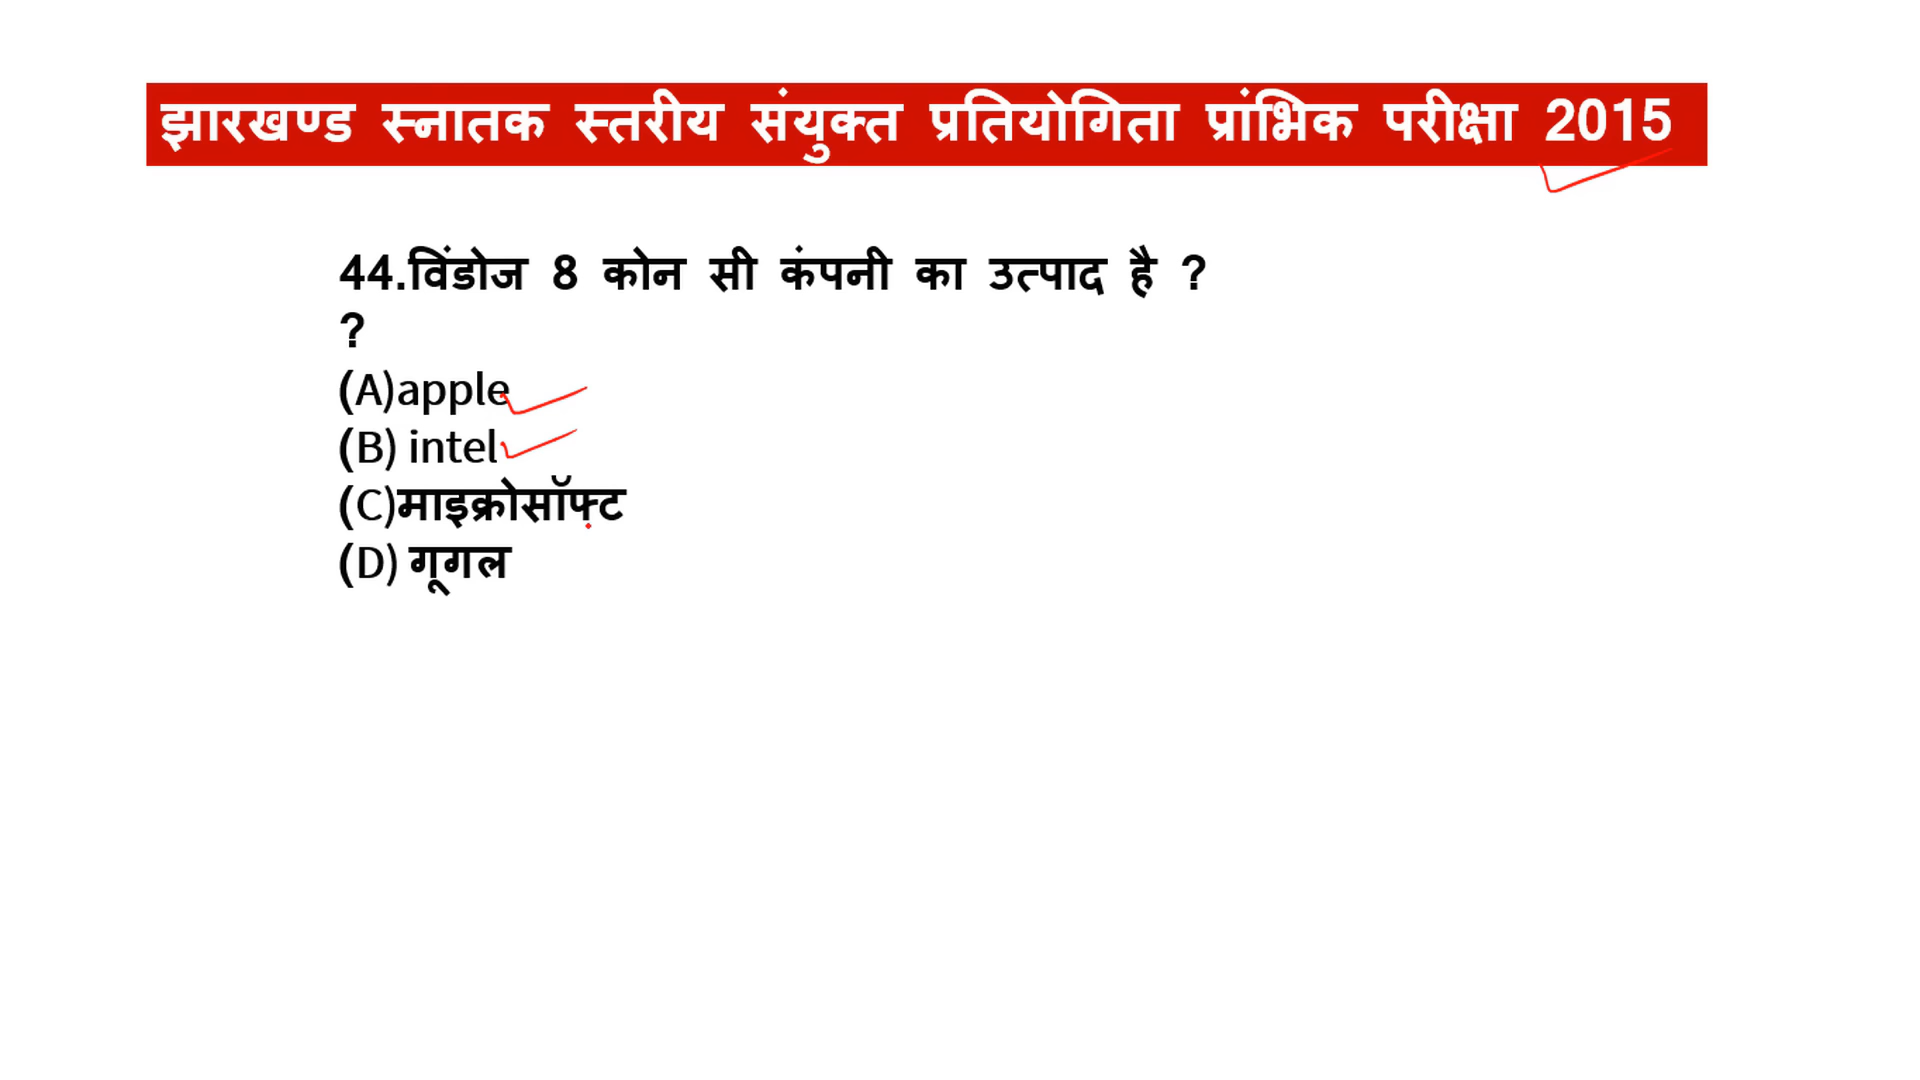 झारखण्ड स्नातक स्तरीय संयुक्त प्रतियोगिता प्रांभिक परीक्षा 2015
44.विंडोज 8 कोन सी कंपनी का उत्पाद है ?
?
(A)apple
(B) intel
(C)माइक्रोसॉफ्ट
(D) गूगल